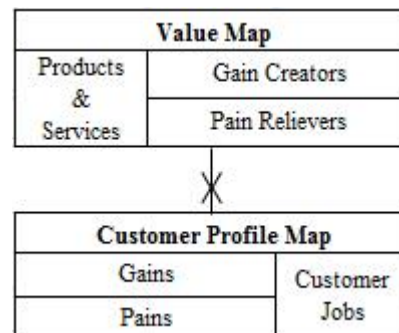 Value Map
Products
&
Services
Gain Creators
Pain Relievers
Customer Profile Map
Gains
Pains
Customer
Jobs